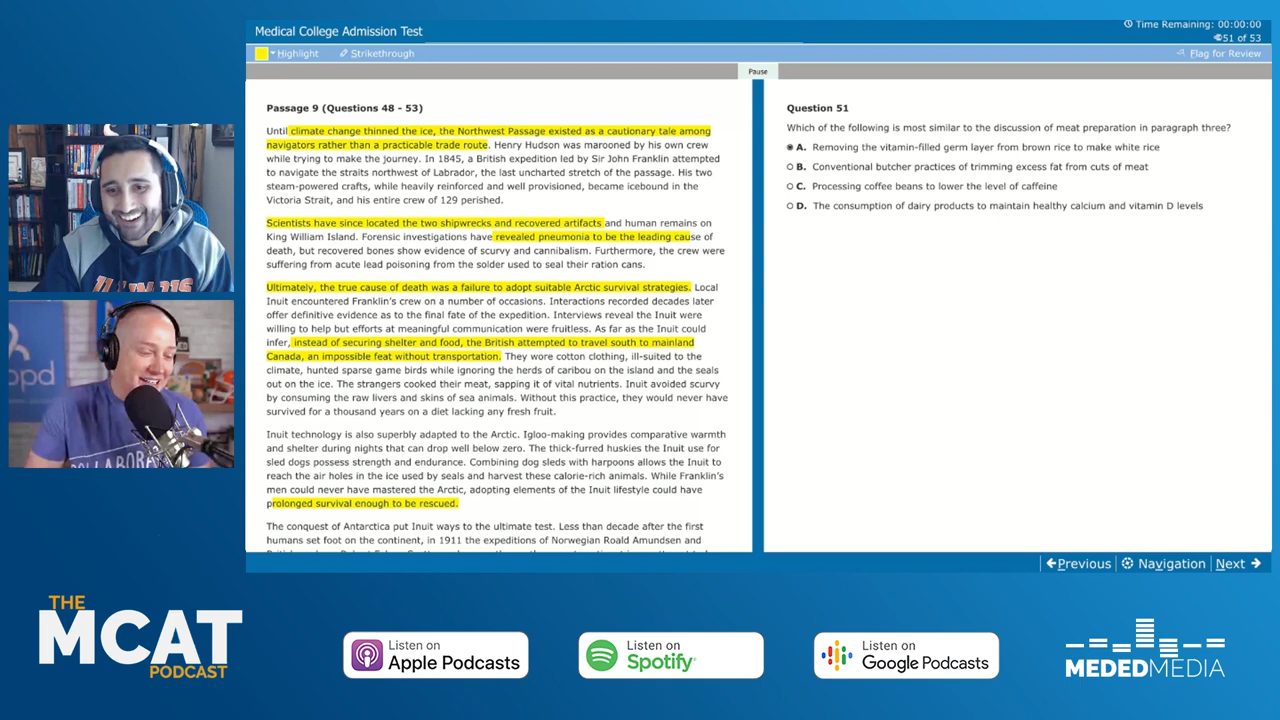 Medical College Admission Test
Time Remaining: 00:00:00
51 of 53
Highlight
Strikethrough
Flag for Review
Pause
Passage 9 (Questions 48 - 53)
Until climate change thinned the ice, the Northwest Passage existed as a cautionary tale among
navigators rather than a practicable trade route. Henry Hudson was marooned by his own crew
while trying to make the journey. In 1845, a British expedition led by Sir John Franklin attempted
to navigate the straits northwest of Labrador, the last uncharted stretch of the passage. His two
steam-powered crafts, while heavily reinforced and well provisioned, became icebound in the
Victoria Strait, and his entire crew of 129 perished.
Scientists have since located the two shipwrecks and recovered artifacts and human remains on
King William Island. Forensic investigations have revealed pneumonia to be the leading cause of
death, but recovered bones show evidence of scurvy and cannibalism. Furthermore, the crew were
suffering from acute lead poisoning from the solder used to seal their ration cans.
Ultimately, the true cause of death was a failure to adopt suitable Arctic survival strategies. Local
Inuit encountered Franklin's crew on a number of occasions. Interactions recorded decades later
offer definitive evidence as to the final fate of the expedition. Interviews reveal the Inuit were
willing to help but efforts at meaningful communication were fruitless. As far as the Inuit could
infer, instead of securing shelter and food, the British attempted to travel south to mainland
Canada, an impossible feat without transportation. They wore cotton clothing, ill-suited to the
climate, hunted sparse game birds while ignoring the herds of caribou on the island and the seals
out on the ice. The strangers cooked their meat, sapping it of vital nutrients. Inuit avoided scurvy
by consuming the raw livers and skins of sea animals. Without this practice, they would never have
survived for a thousand years on a diet lacking any fresh fruit.
Inuit technology is also superbly adapted to the Arctic. Igloo-making provides comparative warmth
and shelter during nights that can drop well below zero. The thick-furred huskies the Inuit use for
sled dogs possess strength and endurance. Combining dog sleds with harpoons allows the Inuit to
reach the air holes in the ice used by seals and harvest these calorie-rich animals. While Franklin's
men could never have mastered the Arctic, adopting elements of the Inuit lifestyle could have
prolonged survival enough to be rescued.
The conquest of Antarctica put Inuit ways to the ultimate test. Less than decade after the first
humans set foot on the continent, in 1911 the expeditions of Norwegian Roald Amundsen and
Question 51
Which of the following is most similar to the discussion of meat preparation in paragraph three?
A. Removing the vitamin-filled germ layer from brown rice to make white rice
B. Conventional butcher practices of trimming excess fat from cuts of meat
C. Processing coffee beans to lower the level of caffeine
D. The consumption of dairy products to maintain healthy calcium and vitamin D levels
Previous
Navigation
Next
THE
MCAT
PODCAST
Listen on
Apple Podcasts
Listen on
Spotify
Listen on
Google Podcasts
MEDEDMEDIA